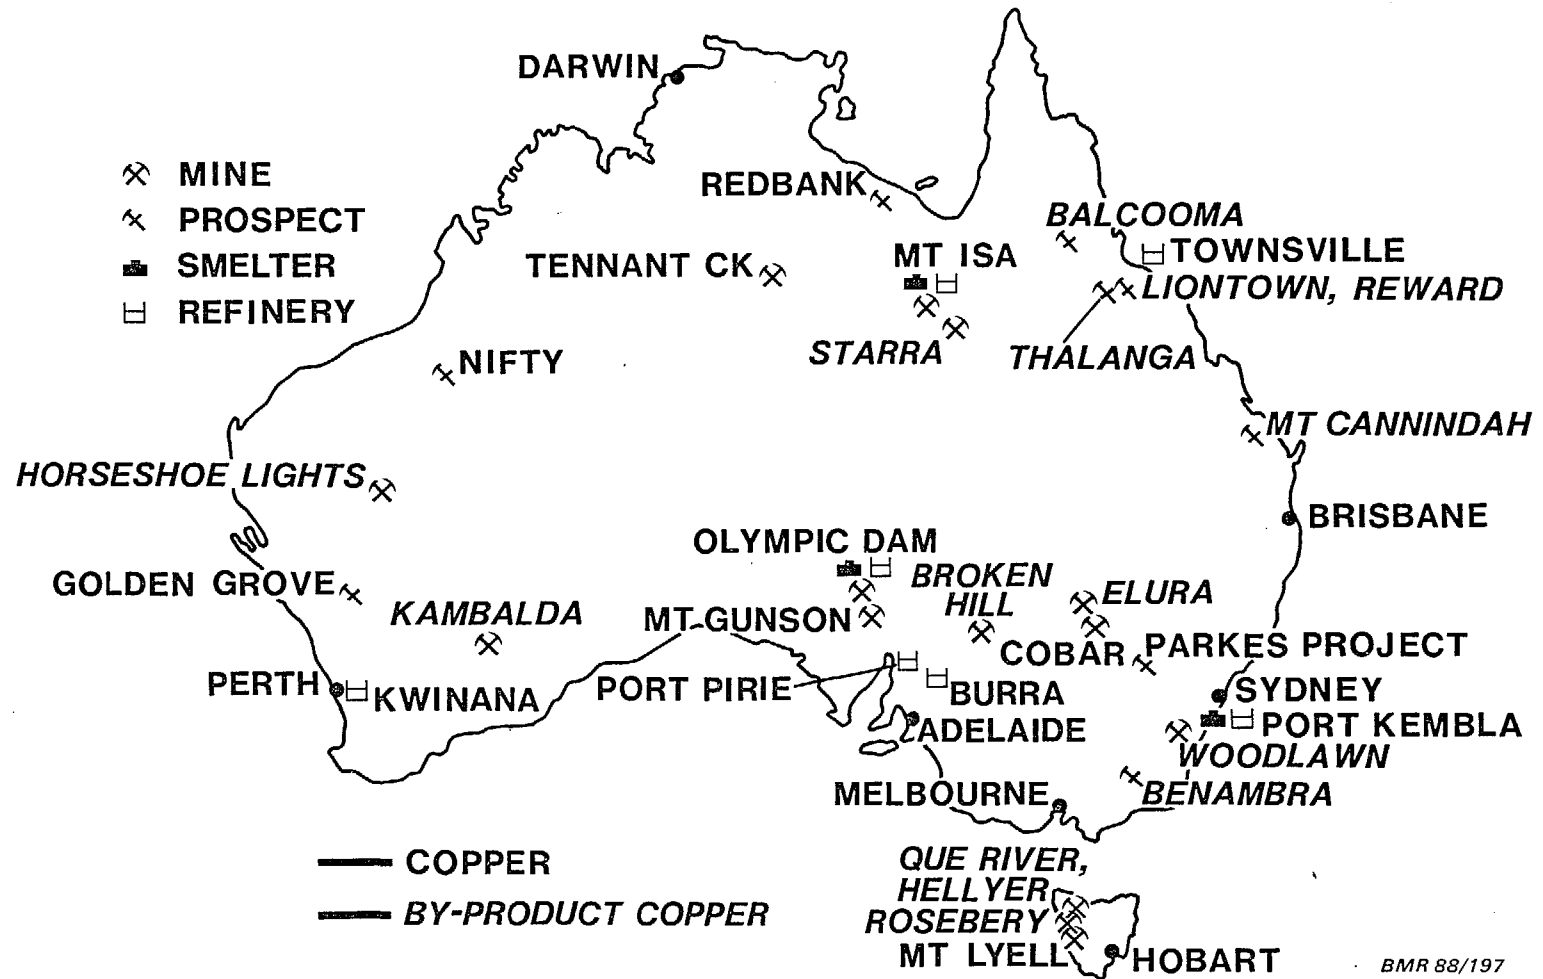 DARWIN
MINE
PROSPECT
SMELTER
REFINERY
REDBANK
BALCOOMA
TENNANT CK
MT ISA
TOWNSVILLE
LIONTOWN, REWARD
STARRA
THALANGA
NIFTY
MT CANNINDAH
HORSESHOE LIGHTS
BRISBANE
OLYMPIC DAM
GOLDEN GROVE
BROKEN
HILL
ELURA
KAMBALDA
MT GUNSON
COBAR
PARKES PROJECT
PERTH
KWINANA
PORT PIRIE
BURRA
SYDNEY
ADELAIDE
PORT KEMBLA
WOODLAWN
MELBOURNE
BENAMBRA
COPPER
BY-PRODUCT COPPER
QUE RIVER,
HELLYER
ROSEBERY
MT LYELL
HOBART
BMR 88/197